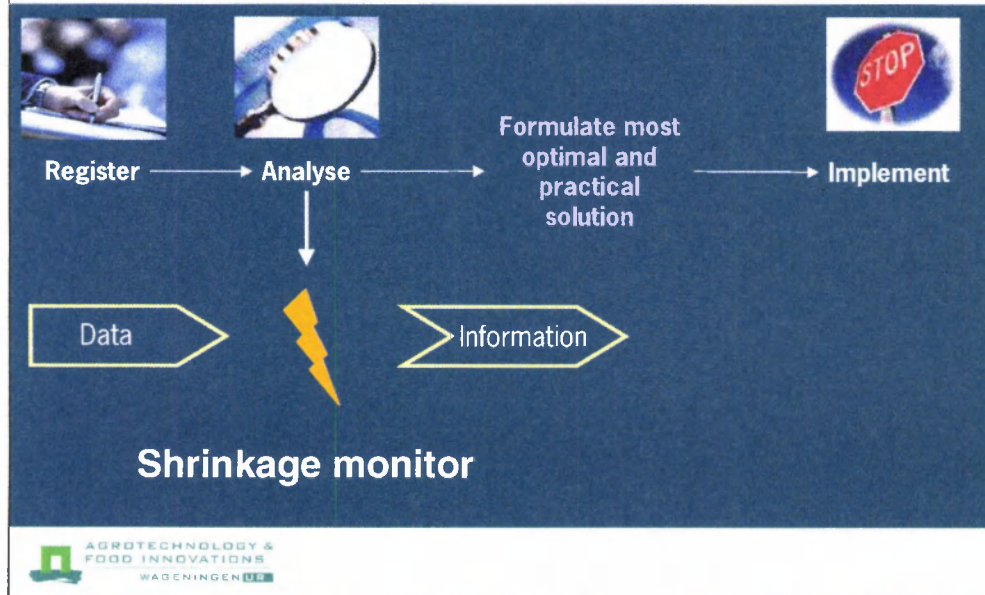 STOP
Register
Analyse
Formulate most
optimal and
practical
solution
Implement
Data
Information
Shrinkage monitor
AGROTECHNOLOGY &
FOOD INNOVATIONS
WAGENINGEN UR